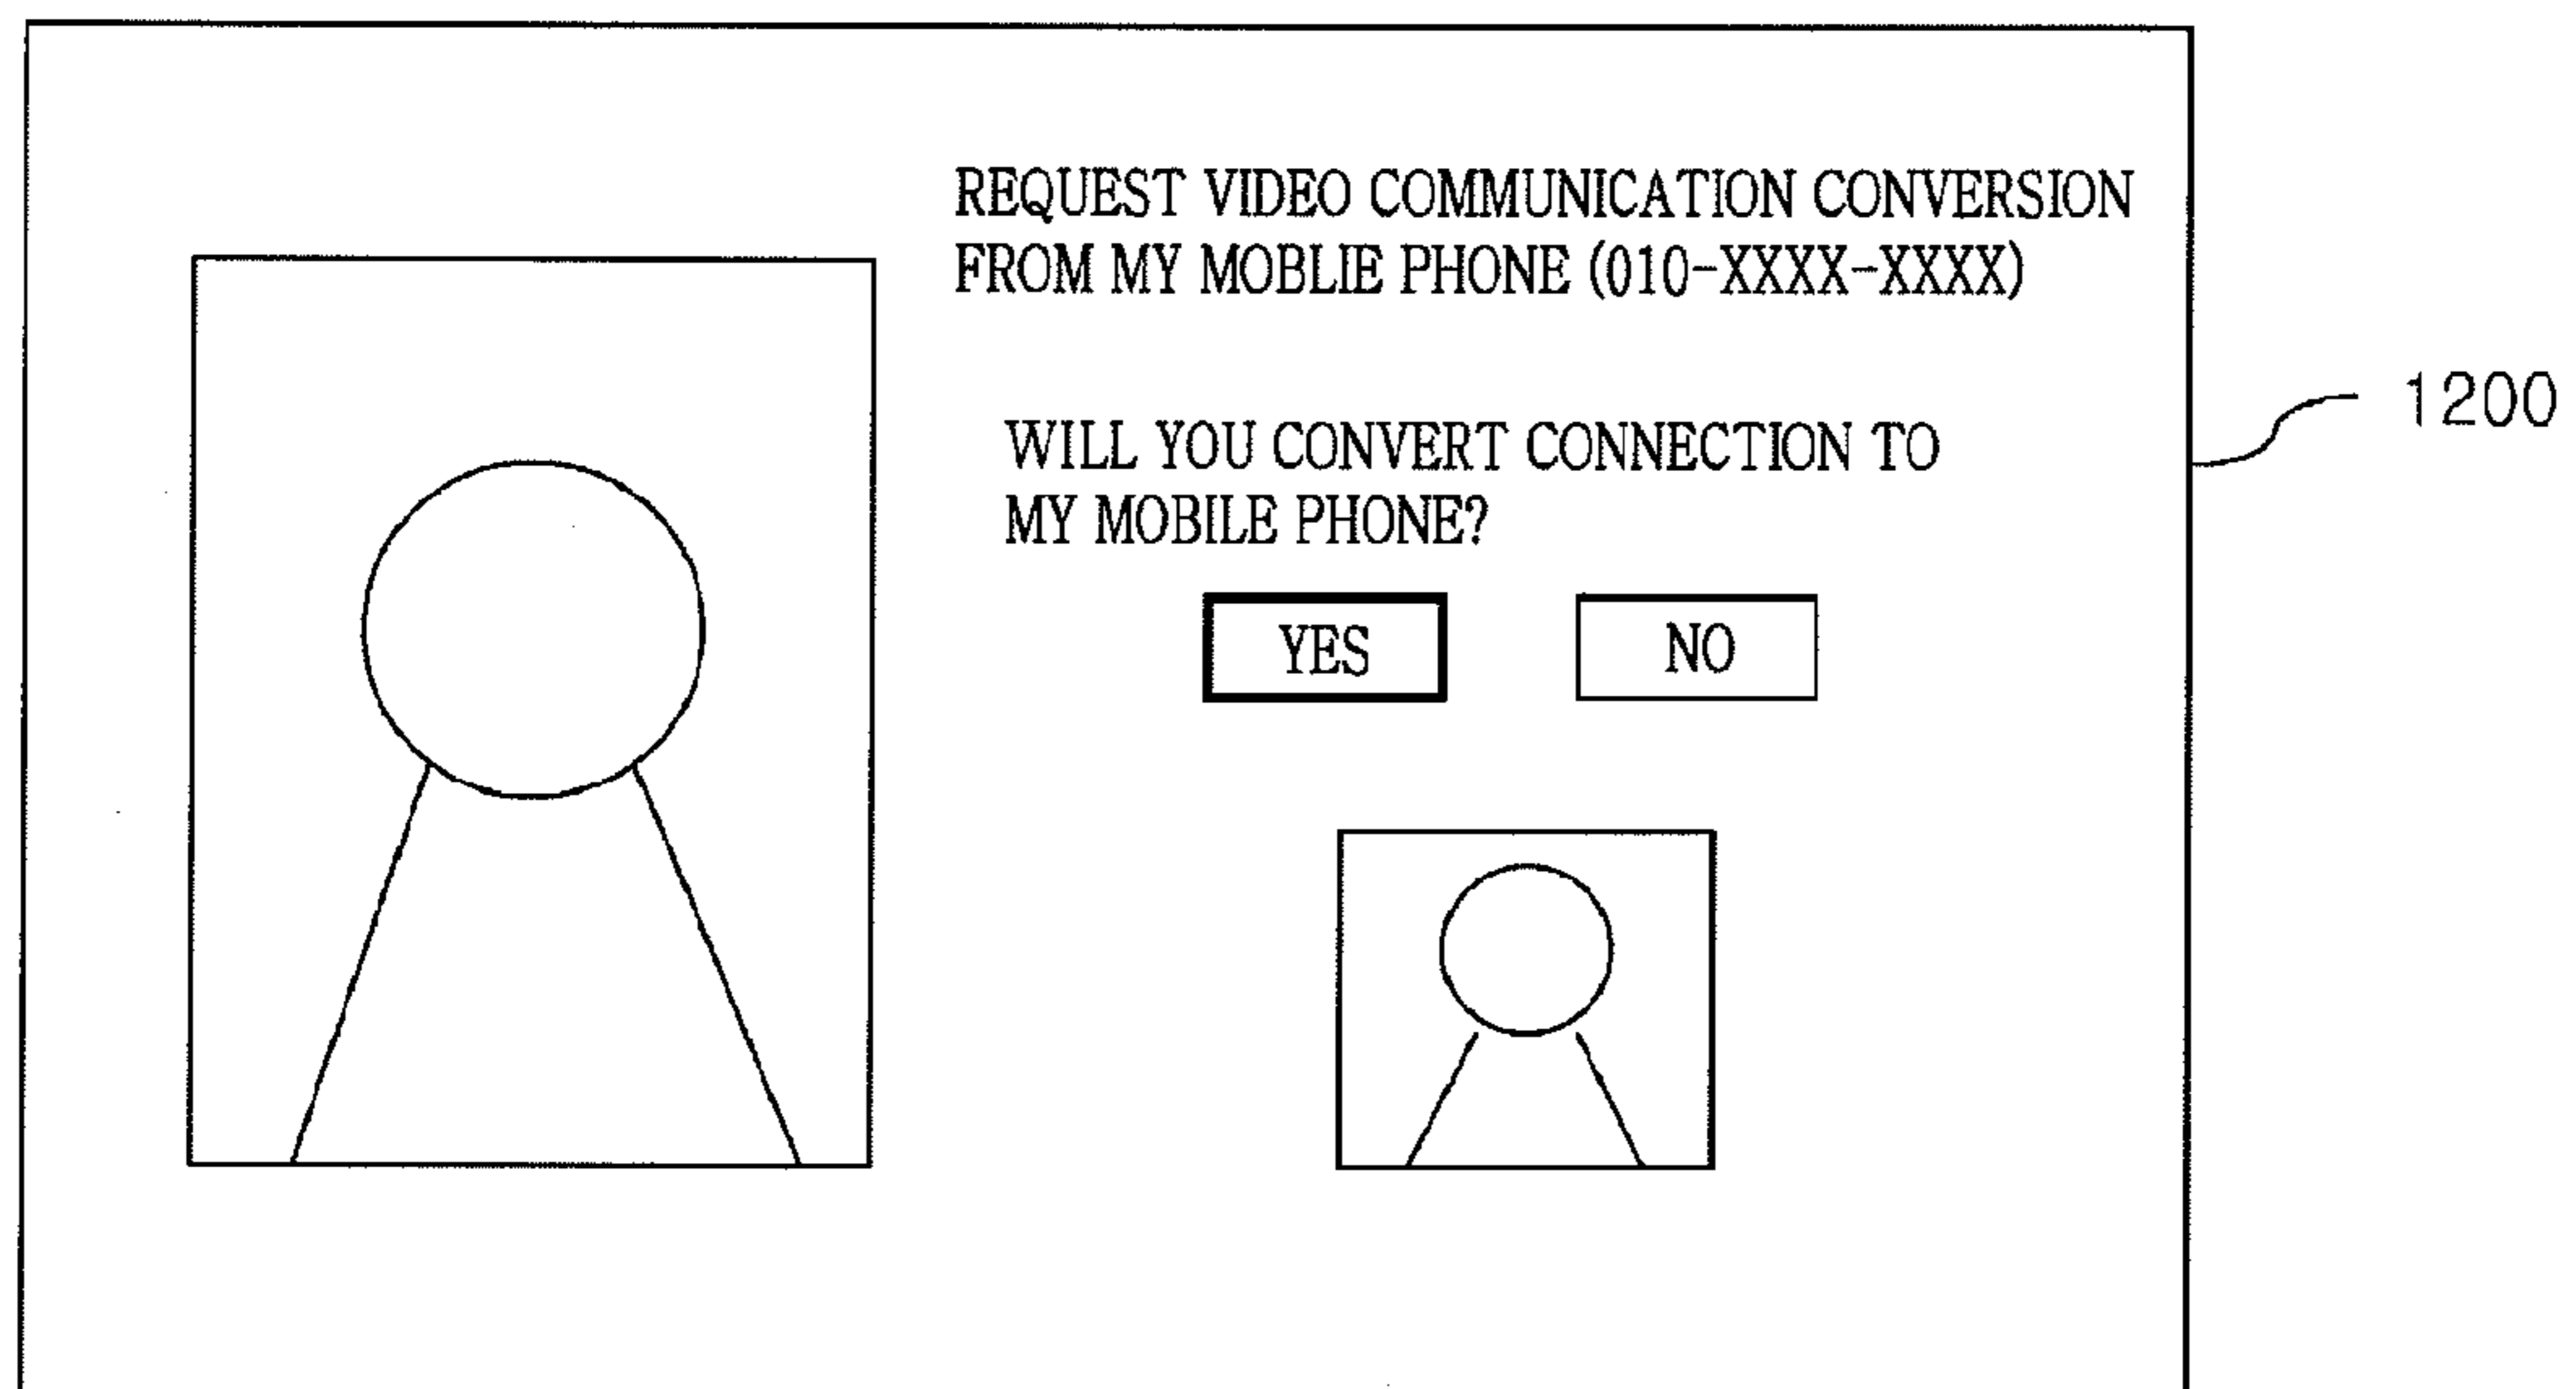 REQUEST VIDEO COMMUNICATION CONVERSION
FROM MY MOBLIE PHONE (010-XXXX-XXXX)
WILL YOU CONVERT CONNECTION TO
MY MOBILE PHONE?
YES NO
1200